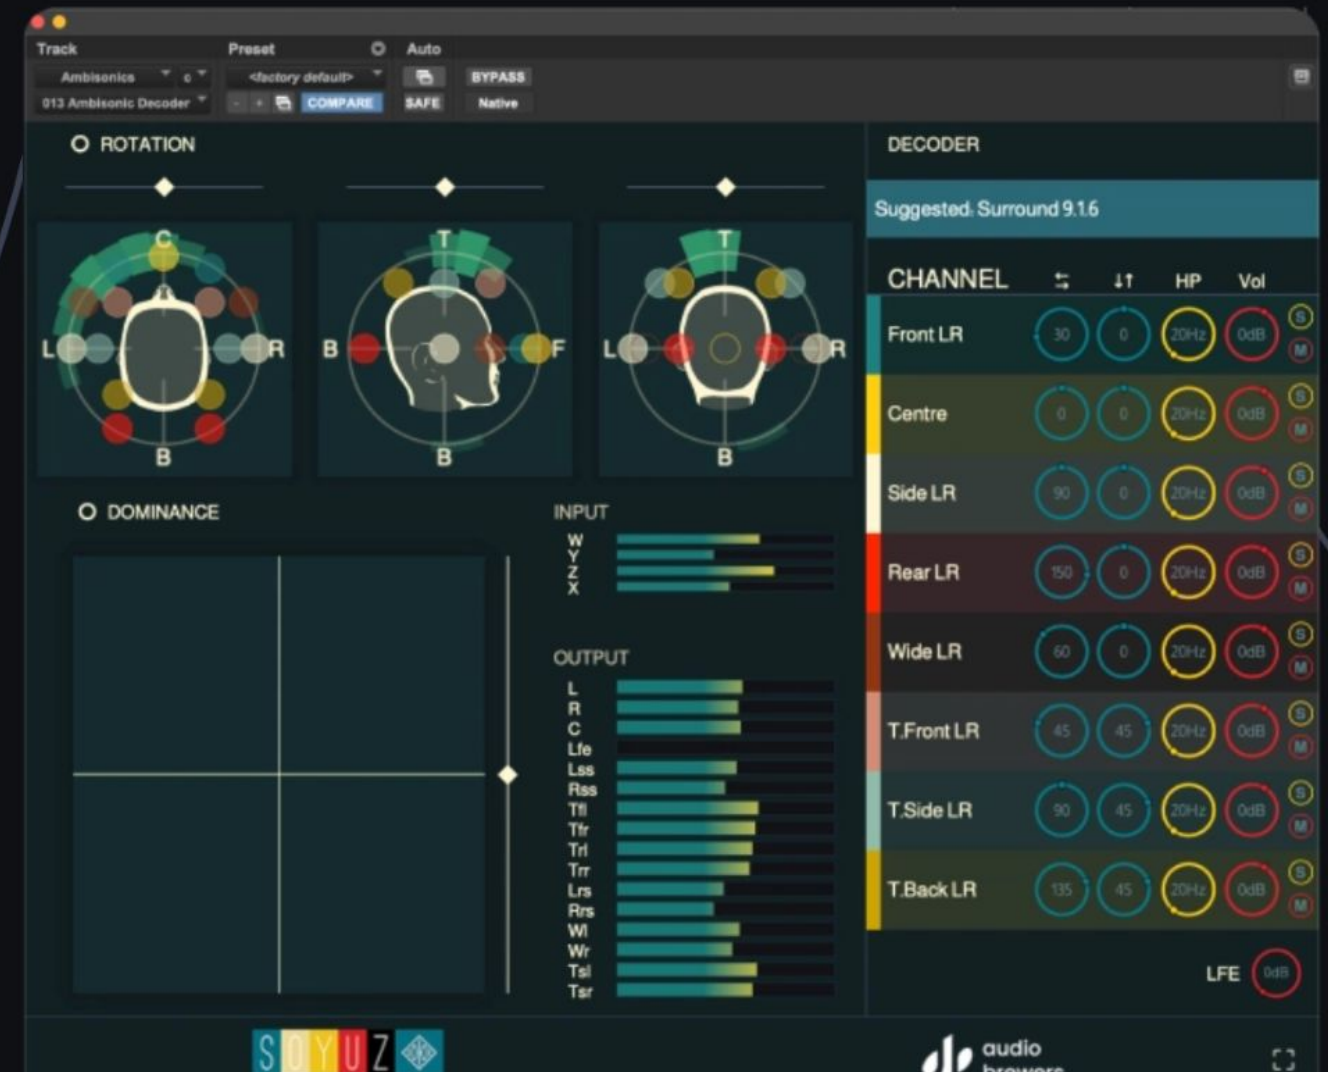 Track Preset Auto
Ambisonics c <factory default> BYPASS
013 Ambisonic Decoder - + COMPARE SAFE Native
ROTATION
C
L R
B
T
B F
B
T
L R
B
DOMINANCE
INPUT
W
Y
Z
X
OUTPUT
L
R
C
Lfe
Lss
Rss
Tfl
Tfr
Trl
Trr
Lrs
Rrs
Wl
Wr
Tsl
Tsr
DECODER
Suggested: Surround 9.1.6
CHANNEL HP Vol
Front LR 30 0 20Hz 0dB S M
Centre 0 0 20Hz 0dB S M
Side LR 90 0 20Hz 0dB S M
Rear LR 150 0 20Hz 0dB S M
Wide LR 60 0 20Hz 0dB S M
T.Front LR 45 45 20Hz 0dB S M
T.Side LR 90 45 20Hz 0dB S M
T.Back LR 135 45 20Hz 0dB S M
LFE 0dB
SOYUZ
audio
brewers